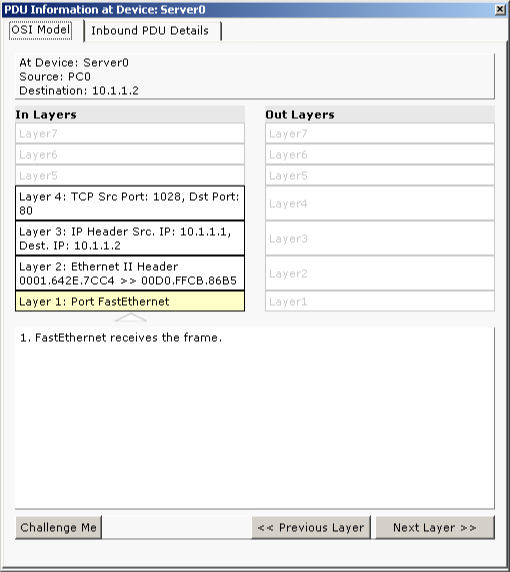 PDU Information at Device: Server0
OSI Model
Inbound PDU Details
At Device: Server0
Source: PC0
Destination: 10.1.1.2
In Layers
Layer7
Layer6
Layer5
Layer 4: TCP Src Port: 1028, Dst Port:
80
Layer 3: IP Header Src. IP: 10.1.1.1,
Dest. IP: 10.1.1.2
Layer 2: Ethernet II Header
0001.642E.7CC4 >> 00D0.FFCB.86B5
Layer 1: Port FastEthernet
Out Layers
Layer7
Layer6
Layer5
Layer4
Layer3
Layer2
Layer1
1. FastEthernet receives the frame.
Challenge Me
<< Previous Layer
Next Layer >>